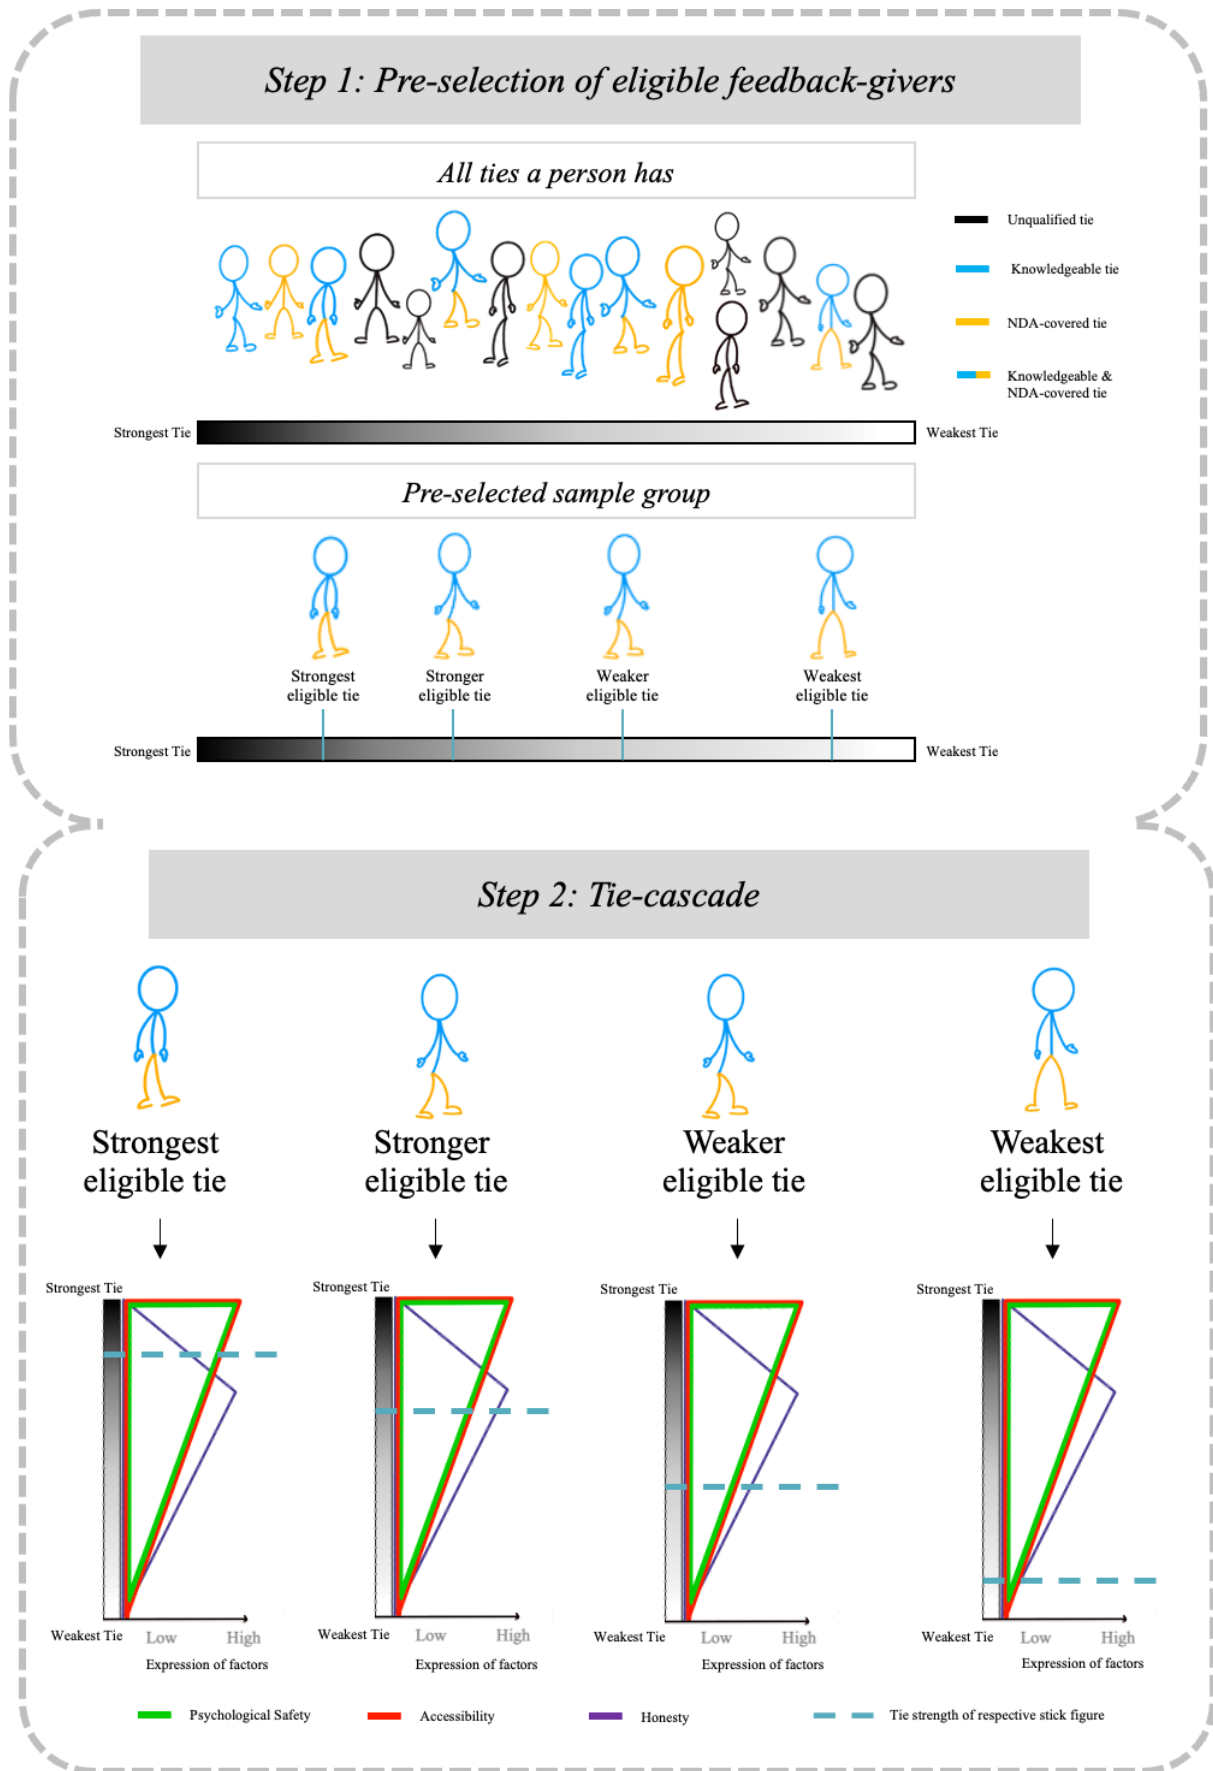 Step 1: Pre-selection of eligible feedback-givers
All ties a person has
Unqualified tie
Knowledgeable tie
NDA-covered tie
Knowledgeable &
NDA-covered tie
Strongest Tie
Weakest Tie
Pre-selected sample group
Strongest
eligible tie
Stronger
eligible tie
Weaker
eligible tie
Weakest
eligible tie
Strongest Tie
Weakest Tie
Step 2: Tie-cascade
Strongest
eligible tie
Stronger
eligible tie
Weaker
eligible tie
Weakest
eligible tie
Strongest Tie
Weakest Tie
Low
High
Expression of factors
Strongest Tie
Weakest Tie
Low
High
Expression of factors
Strongest Tie
Weakest Tie
Low
High
Expression of factors
Strongest Tie
Weakest Tie
Low
High
Expression of factors
Psychological Safety
Accessibility
Honesty
Tie strength of respective stick figure